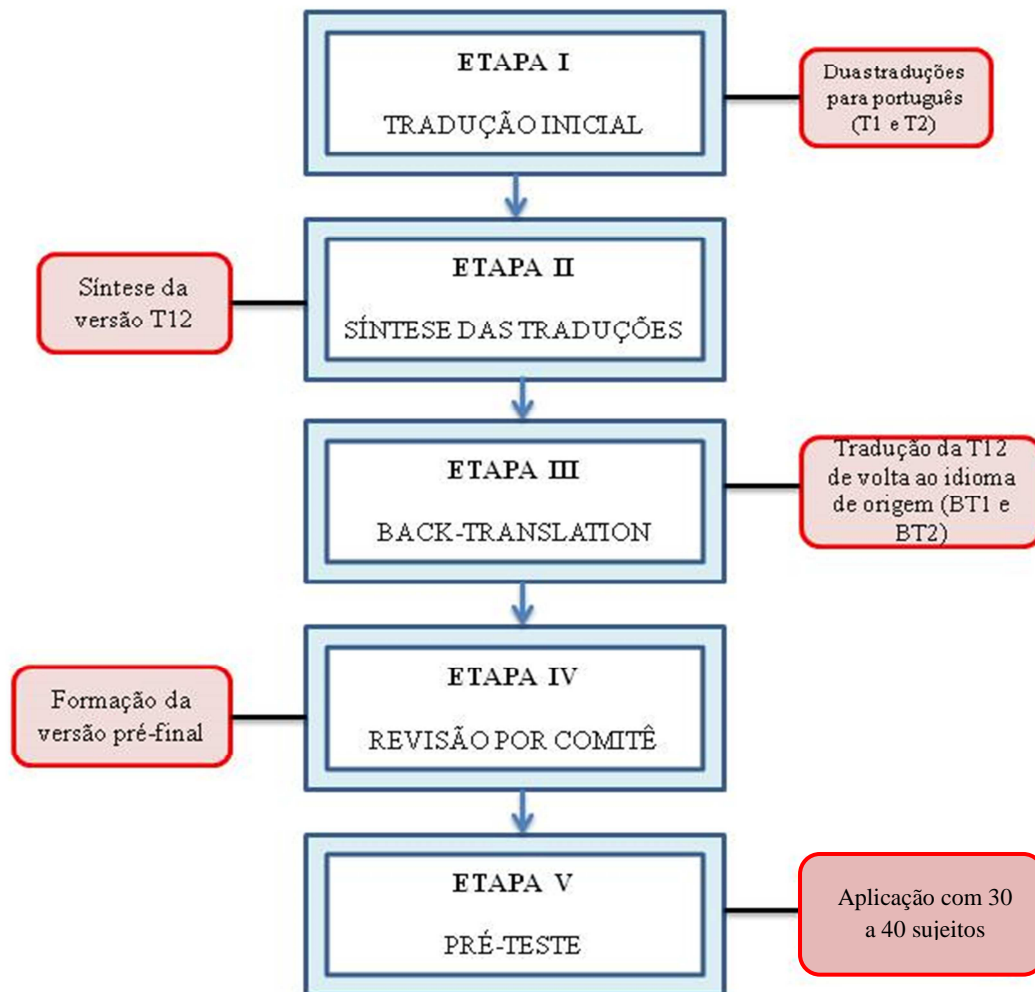 ETAPA I
TRADUÇÃO INICIAL
Duas traduções
para português
(T1 e T2)
ETAPA II
SÍNTESE DAS TRADUÇÕES
Síntese da
versão T12
ETAPA III
BACK-TRANSLATION
Tradução da T12
de volta ao idioma
de origem (BT1 e
BT2)
ETAPA IV
REVISÃO POR COMITÊ
Formação da
versão pré-final
ETAPA V
PRÉ-TESTE
Aplicação com 30
a 40 sujeitos